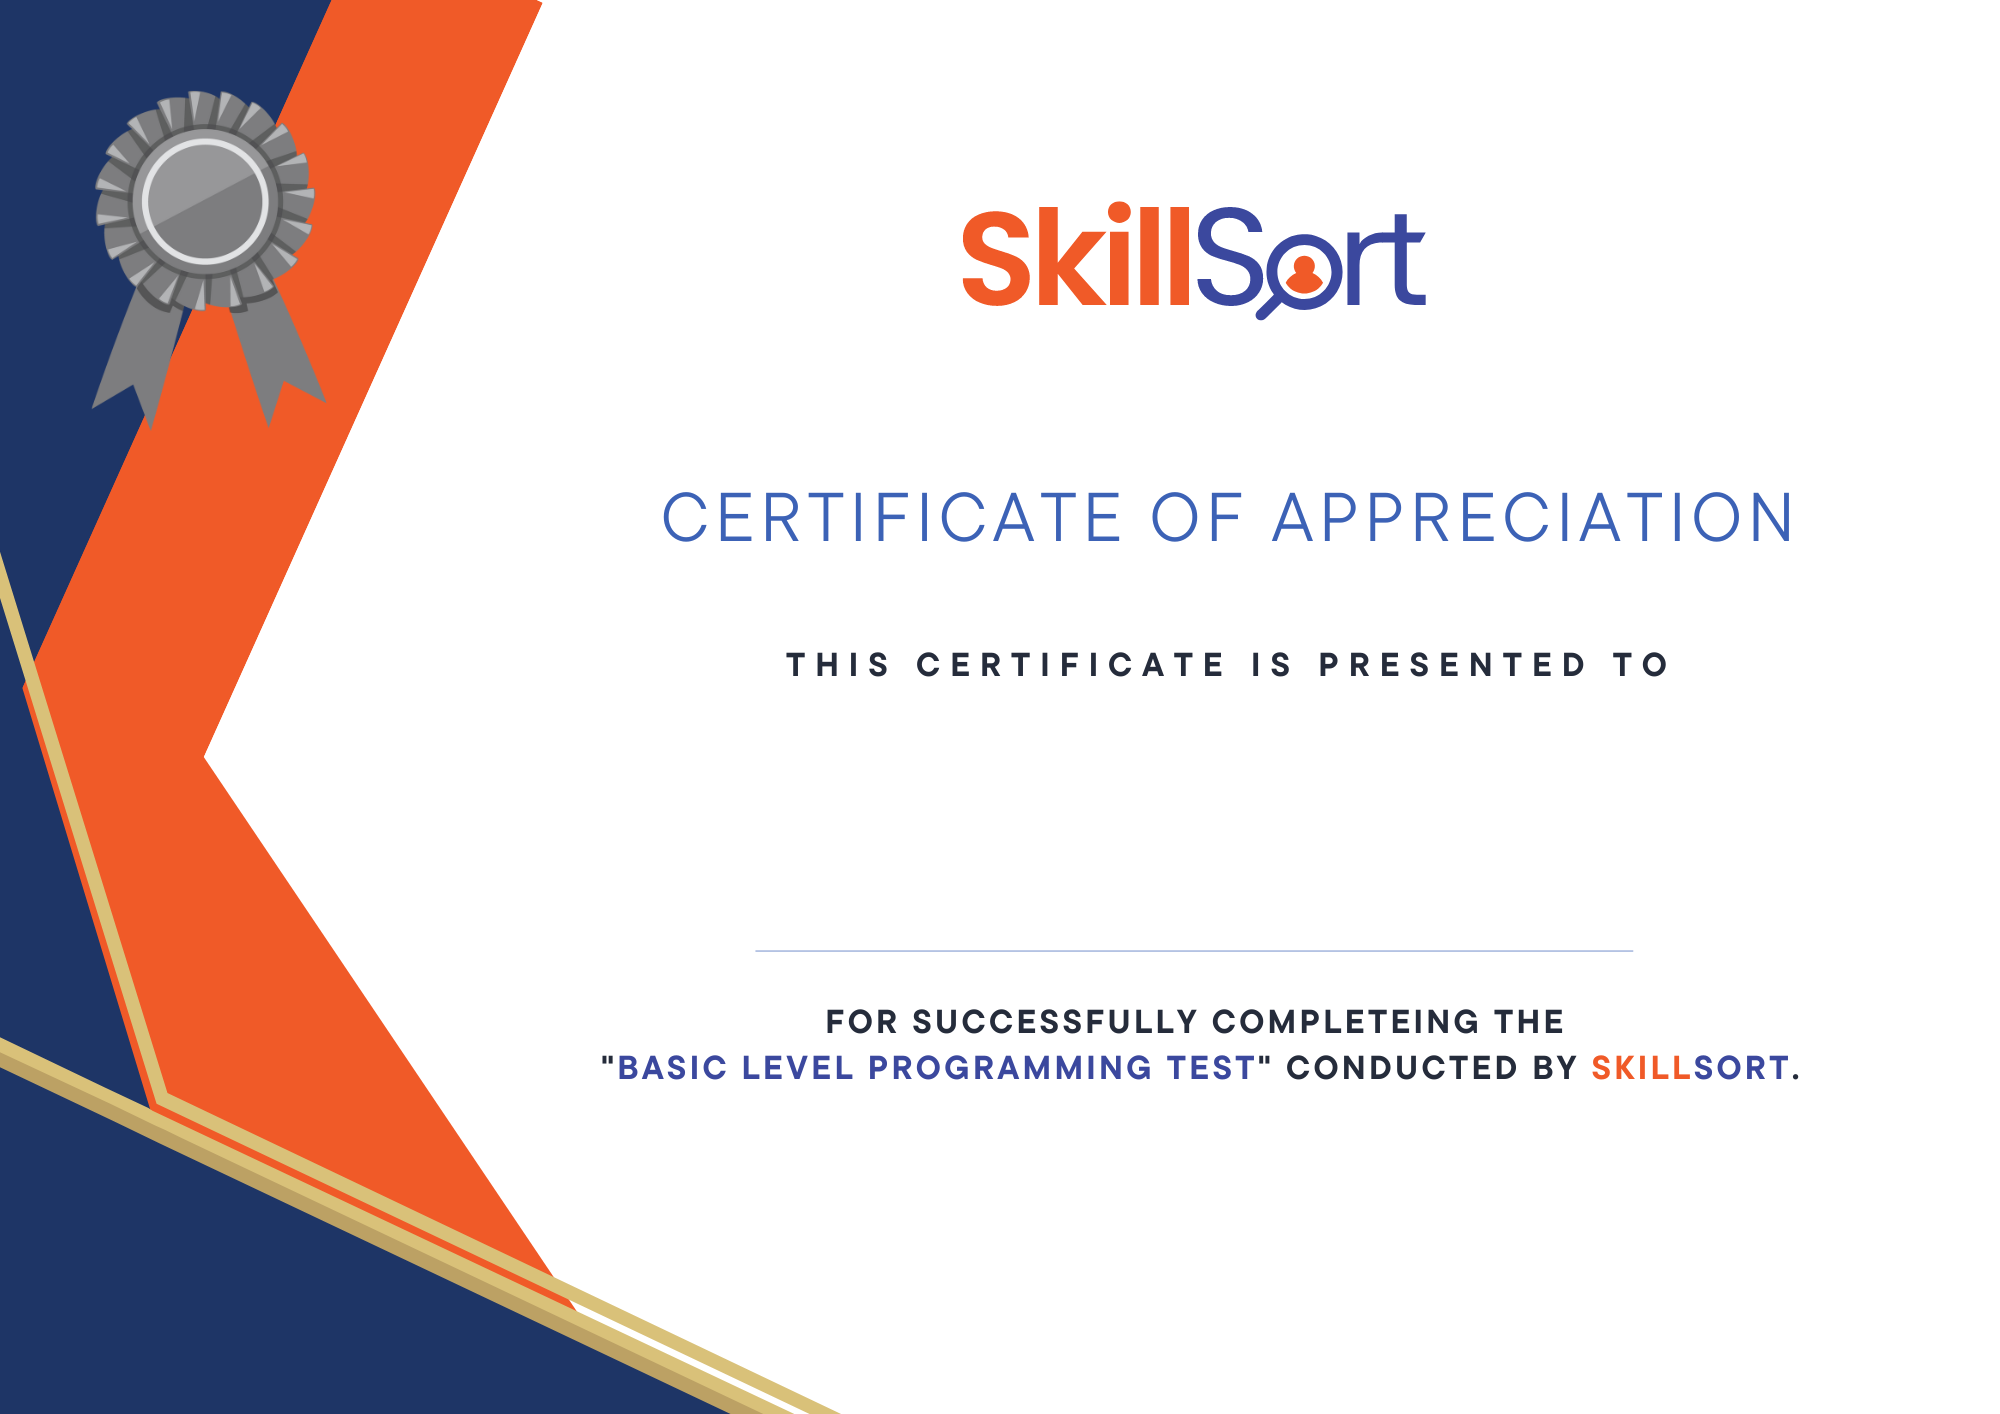 SkillSort
CERTIFICATE OF APPRECIATION
THIS CERTIFICATE IS PRESENTED TO
FOR SUCCESSFULLY COMPLETEING THE
"BASIC LEVEL PROGRAMMING TEST" CONDUCTED BY SKILLSORT.